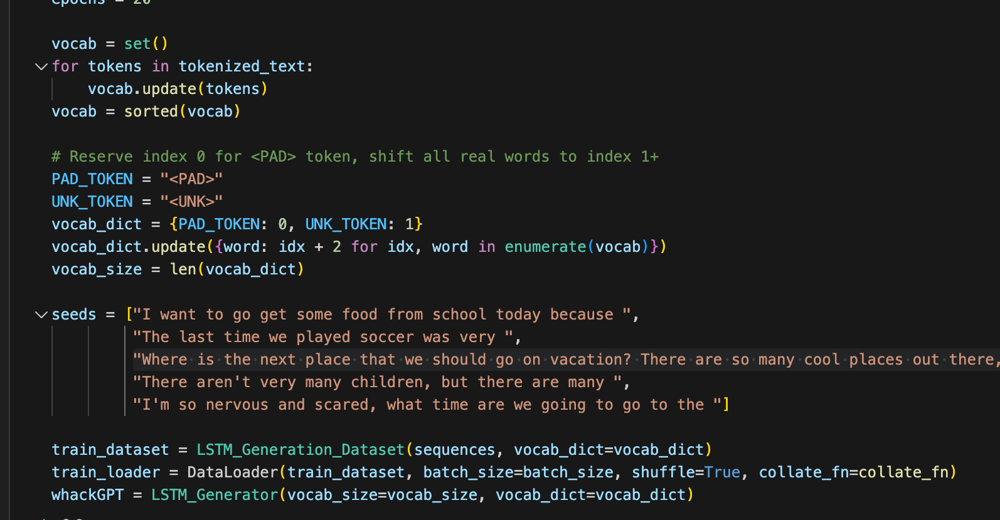 epochs = 20
vocab = set()
for tokens in tokenized_text:
vocab.update(tokens)
vocab = sorted(vocab)
# Reserve index 0 for <PAD> token, shift all real words to index 1+
PAD_TOKEN = "<PAD>"
UNK_TOKEN = "<UNK>"
vocab_dict = {PAD_TOKEN: 0, UNK_TOKEN: 1}
vocab_dict.update({word: idx + 2 for idx, word in enumerate(vocab)})
vocab_size = len(vocab_dict)
seeds = ["I want to go get some food from school today because ",
"The last time we played soccer was very ",
"Where is the next place that we should go on vacation? There are so many cool places out there,
"There aren't very many children, but there are many ",
"I'm so nervous and scared, what time are we going to go to the "]
train_dataset = LSTM_Generation_Dataset(sequences, vocab_dict=vocab_dict)
train_loader = DataLoader(train_dataset, batch_size=batch_size, shuffle=True, collate_fn=collate_fn)
whackGPT = LSTM_Generator(vocab_size=vocab_size, vocab_dict=vocab_dict)